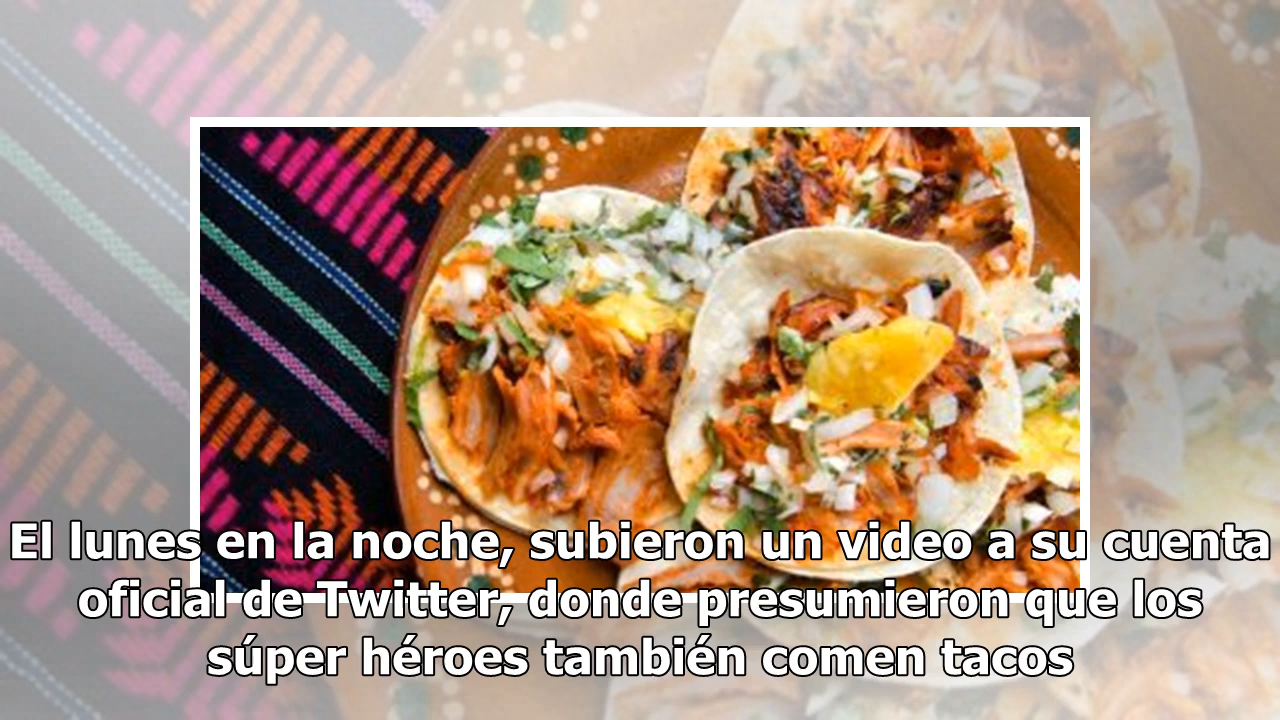 El lunes en la noche, subieron un video a su cuenta
oficial de Twitter, donde presumieron que los
súper héroes también comen tacos